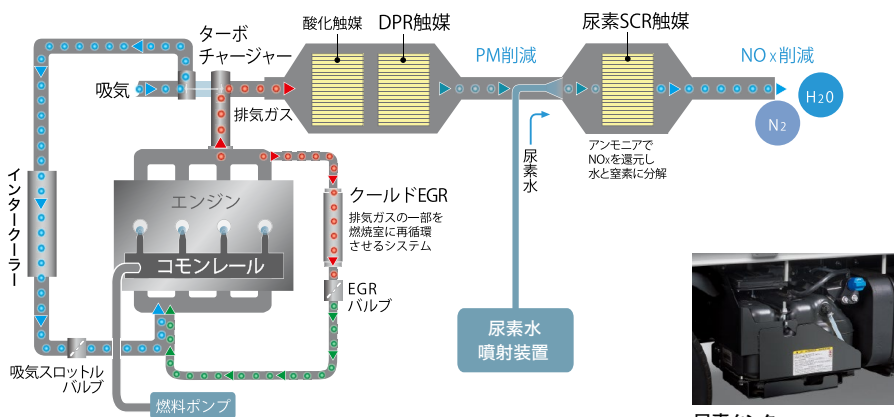 ターボ
チャージャー
酸化触媒
DPR触媒
尿素SCR触媒
PM削減
NOx削減
吸気
排気ガス
H2O
N2
尿素水
アンモニアで
NOxを還元し
水と窒素に分解
インタークーラー
エンジン
クールドEGR
排気ガスの一部を
燃焼室に再循環
させるシステム
コモンレール
EGR
バルブ
尿素水
噴射装置
吸気スロットル
バルブ
燃料ポンプ